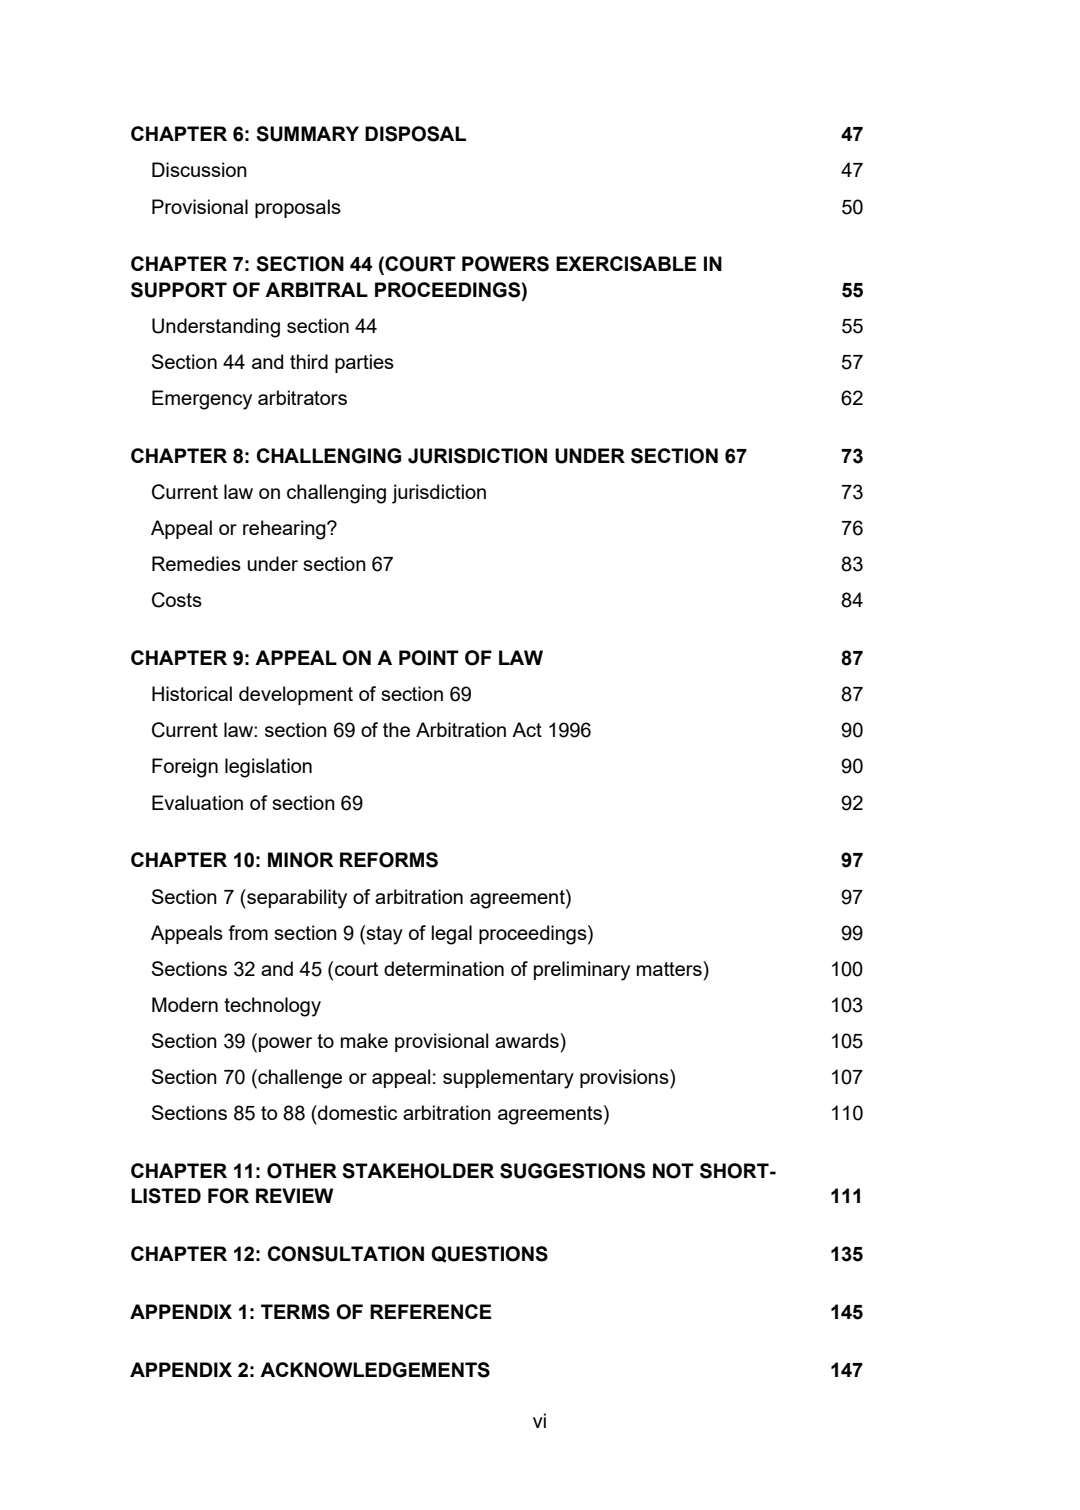 CHAPTER 6: SUMMARY DISPOSAL 47
Discussion 47
Provisional proposals 50
CHAPTER 7: SECTION 44 (COURT POWERS EXERCISABLE IN
SUPPORT OF ARBITRAL PROCEEDINGS) 55
Understanding section 44 55
Section 44 and third parties 57
Emergency arbitrators 62
CHAPTER 8: CHALLENGING JURISDICTION UNDER SECTION 67 73
Current law on challenging jurisdiction 73
Appeal or rehearing? 76
Remedies under section 67 83
Costs 84
CHAPTER 9: APPEAL ON A POINT OF LAW 87
Historical development of section 69 87
Current law: section 69 of the Arbitration Act 1996 90
Foreign legislation 90
Evaluation of section 69 92
CHAPTER 10: MINOR REFORMS 97
Section 7 (separability of arbitration agreement) 97
Appeals from section 9 (stay of legal proceedings) 99
Sections 32 and 45 (court determination of preliminary matters) 100
Modern technology 103
Section 39 (power to make provisional awards) 105
Section 70 (challenge or appeal: supplementary provisions) 107
Sections 85 to 88 (domestic arbitration agreements) 110
CHAPTER 11: OTHER STAKEHOLDER SUGGESTIONS NOT SHORT-
LISTED FOR REVIEW 111
CHAPTER 12: CONSULTATION QUESTIONS 135
APPENDIX 1: TERMS OF REFERENCE 145
APPENDIX 2: ACKNOWLEDGEMENTS 147
vi